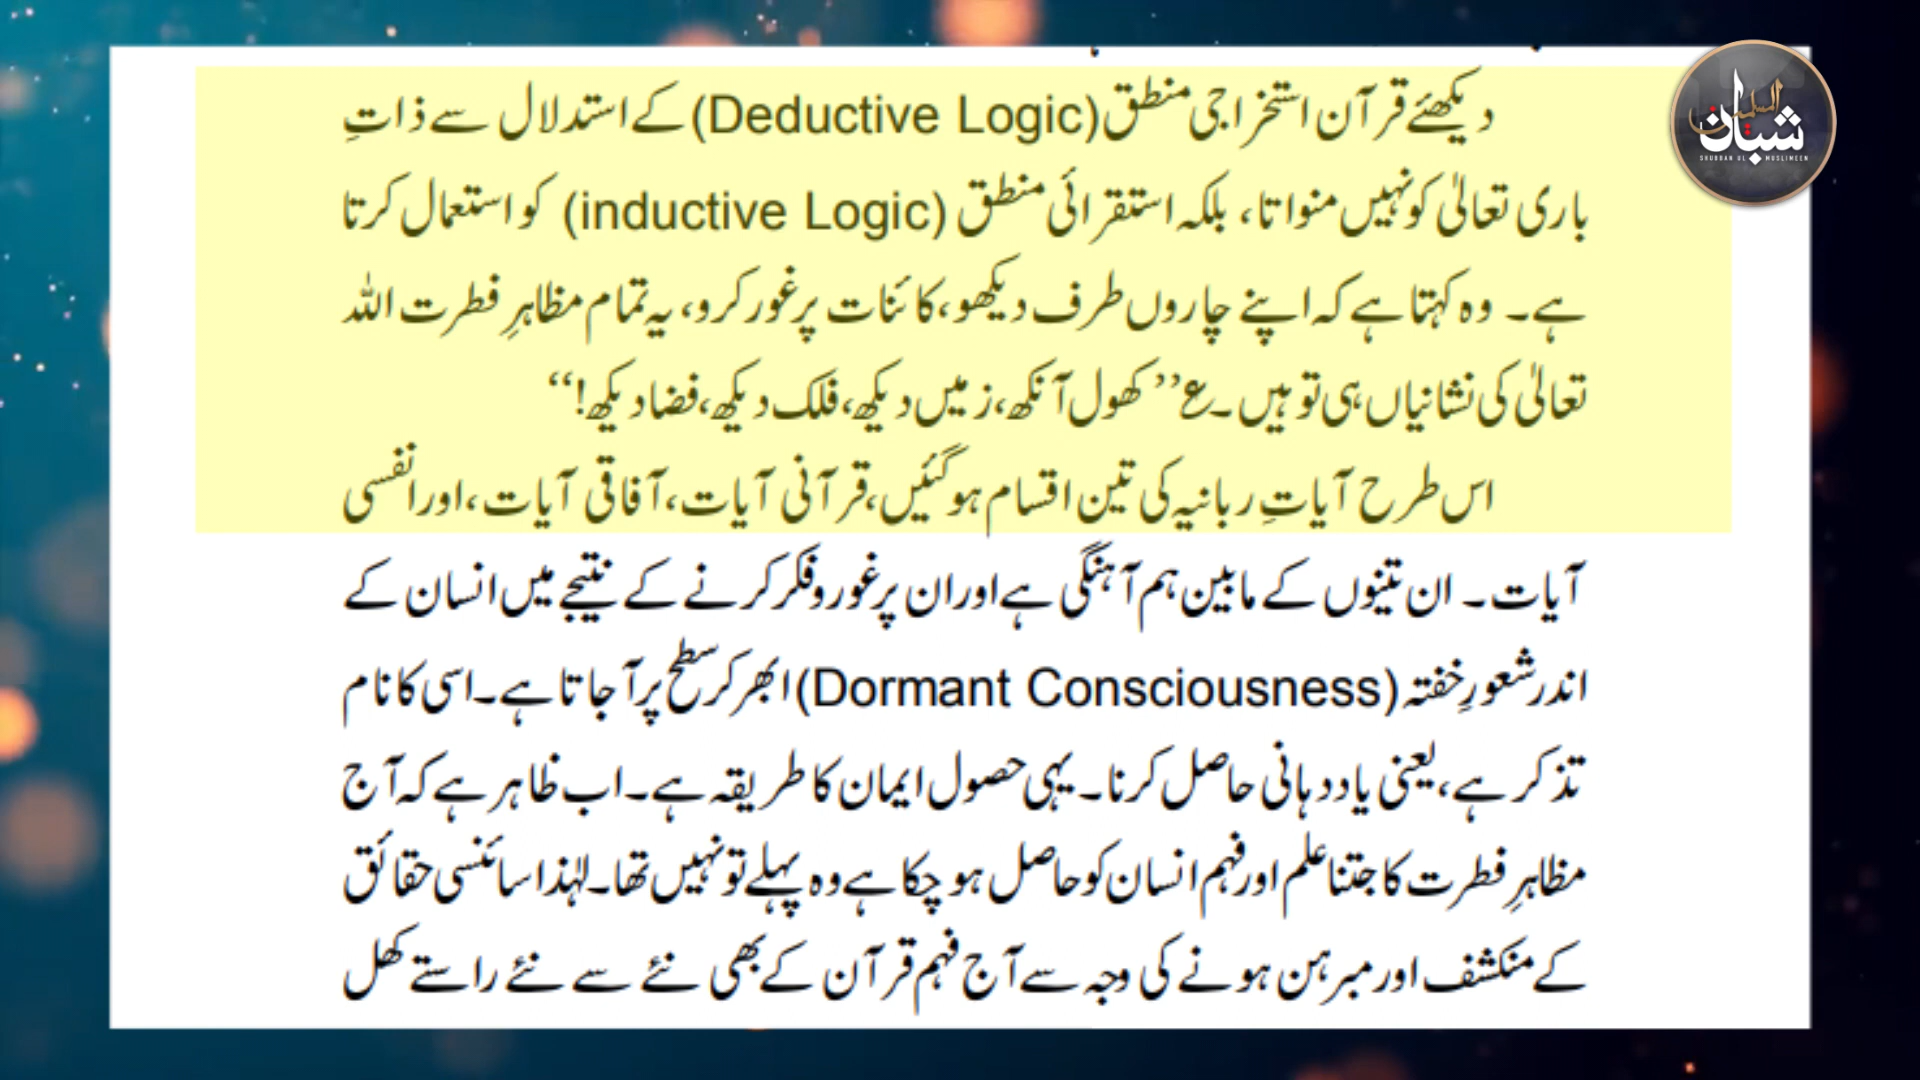 دیکھئے قرآن استخراجی منطق (Deductive Logic) کے استدلال سے ذاتِ
باری تعالیٰ کو نہیں منواتا، بلکہ استقرائی منطق (inductive Logic) کو استعمال کرتا
ہے۔ وہ کہتا ہے کہ اپنے چاروں طرف دیکھو، کائنات پر غور کرو، یہ تمام مظاہرِ فطرت اللہ
تعالیٰ کی نشانیاں ہی تو ہیں۔ ع ’’کھول آنکھ، زمیں دیکھ، فلک دیکھ، فضا دیکھ!‘‘
اس طرح آیاتِ ربانیہ کی تین اقسام ہو گئیں، قرآنی آیات، آفاقی آیات، اور انفسی
آیات۔ ان تینوں کے مابین ہم آہنگی ہے اور ان پر غور و فکر کرنے کے نتیجے میں انسان کے
اندر شعورِ خفتہ (Dormant Consciousness) ابھر کر سطح پر آ جاتا ہے۔ اسی کا نام
تذکر ہے، یعنی یاد دہانی حاصل کرنا۔ یہی حصول ایمان کا طریقہ ہے۔ اب ظاہر ہے کہ آج
مظاہرِ فطرت کا جتنا علم اور فہم انسان کو حاصل ہو چکا ہے وہ پہلے تو نہیں تھا۔ لہٰذا سائنسی حقائق
کے منکشف اور مبرہن ہونے کی وجہ سے آج فہم قرآن کے بھی نئے سے نئے راستے کھل
شبان المسلمین
SHUBBAN UL MUSLIMEEN